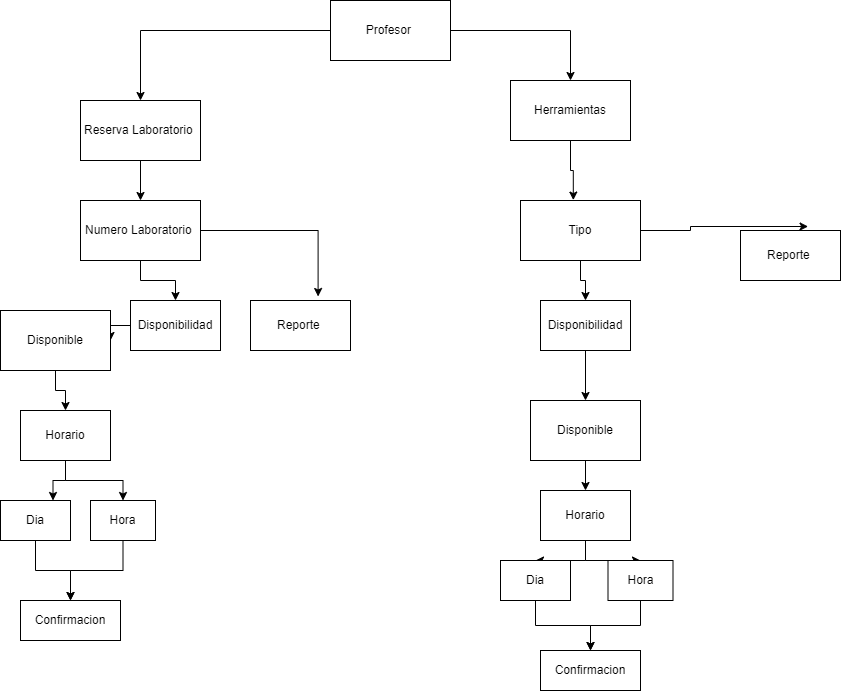 Profesor
Herramientas
Reserva Laboratorio
Numero Laboratorio
Tipo
Reporte
Disponibilidad
Reporte
Disponibilidad
Disponible
Disponible
Horario
Horario
Dia
Hora
Dia
Hora
Confirmacion
Confirmacion